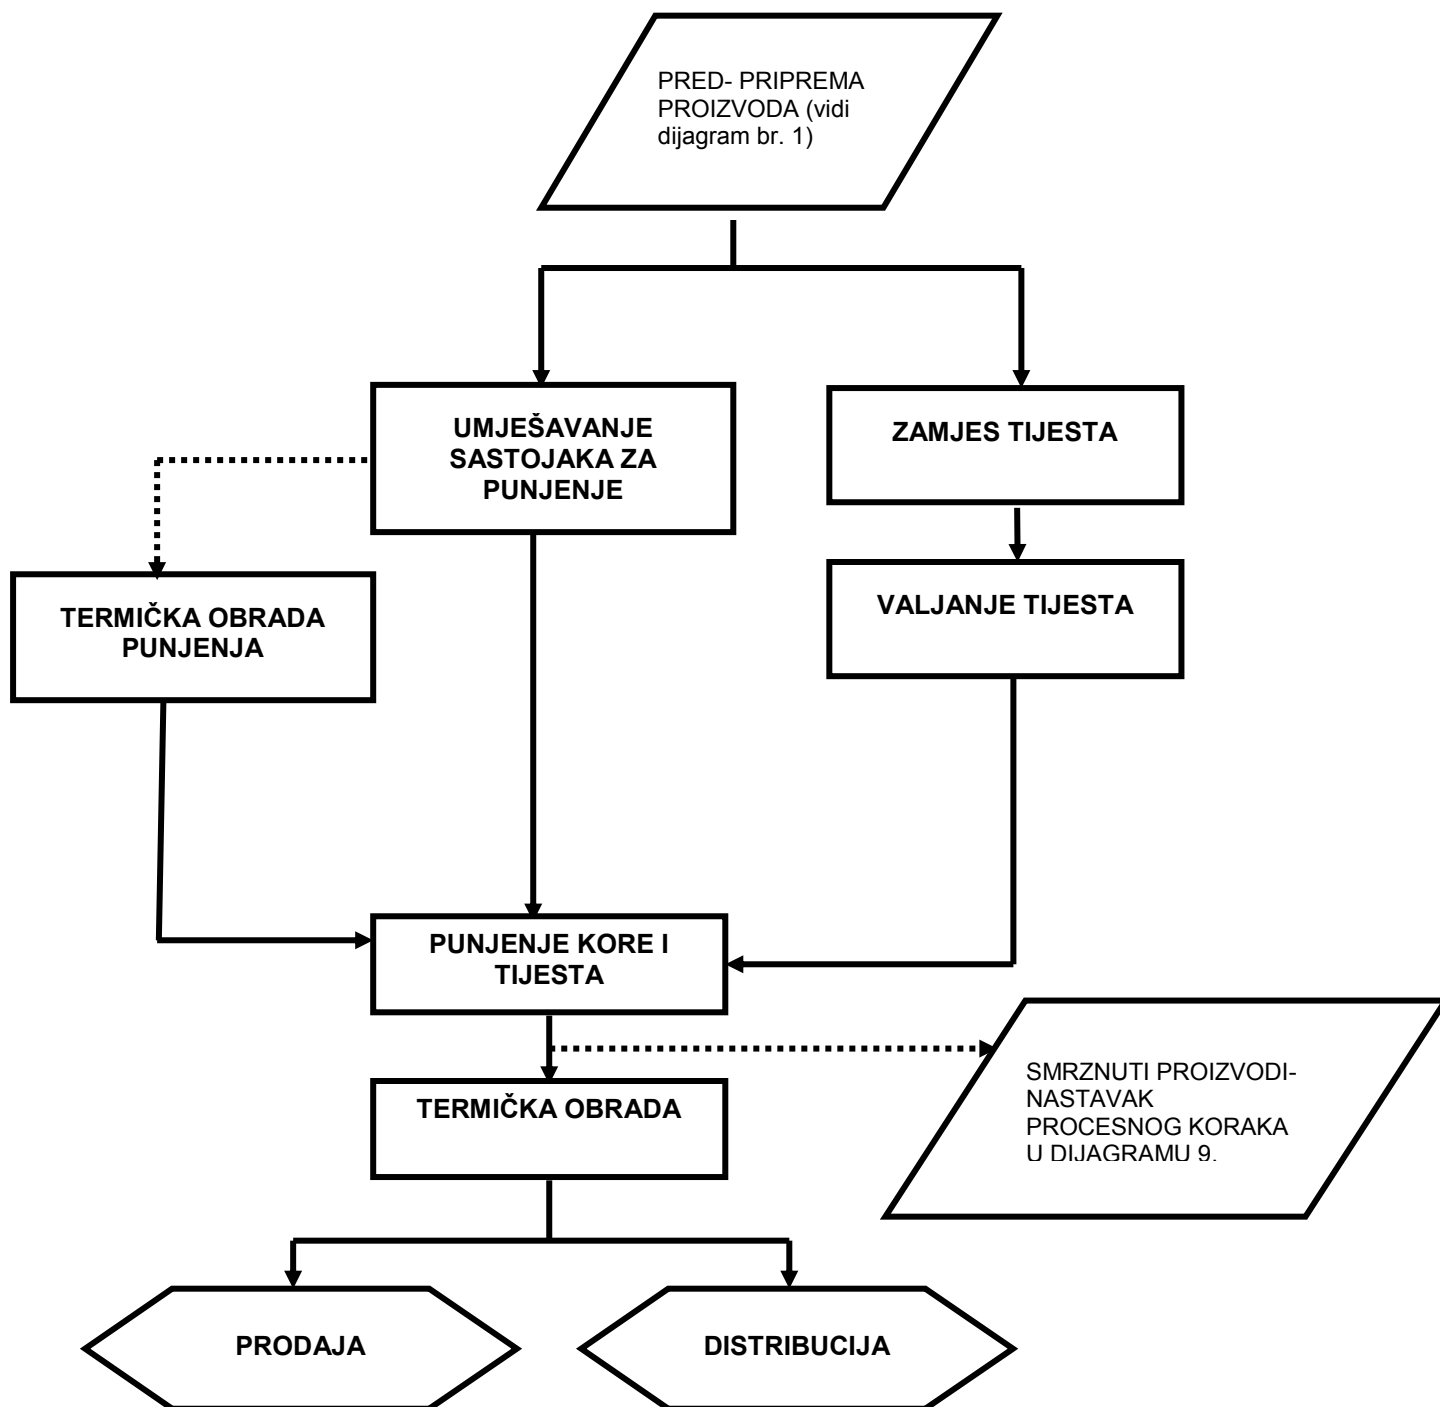 PRED- PRIPREMA
PROIZVODA (vidi
dijagram br. 1)
UMJEŠAVANJE
SASTOJAKA ZA
PUNJENJE
ZAMJES TIJESTA
TERMIČKA OBRADA
PUNJENJA
VALJANJE TIJESTA
PUNJENJE KORE I
TIJESTA
TERMIČKA OBRADA
SMRZNUTI PROIZVODI-
NASTAVAK
PROCESNOG KORAKA
U DIJAGRAMU 9.
PRODAJA
DISTRIBUCIJA